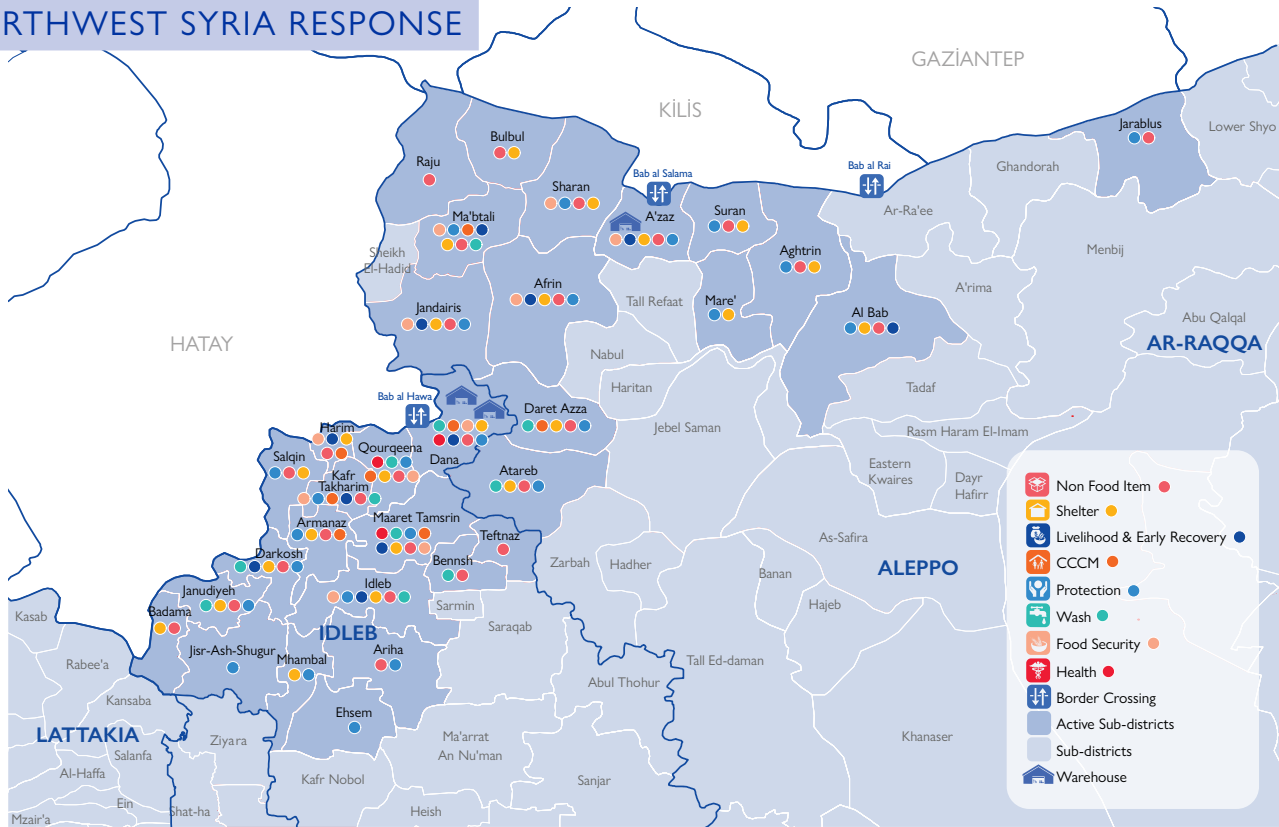 RTHWEST SYRIA RESPONSE
GAZİANTEP
KİLİS
Jarablus
Lower Shyo
Bulbul
Raju
Bab al Salama
Bab al Rai
Ghandorah
Sharan
Ma'btali
A'zaz
Suran
Ar-Ra'ee
Sheikh
El-Hadid
Aghtrin
Menbij
Afrin
A'rima
Tall Refaat
Mare'
Jandairis
Al Bab
Abu Qalqal
HATAY
AR-RAQQA
Nabul
Haritan
Tadaf
Bab al Hawa
Daret Azza
Jebel Saman
Harim
Rasm Haram El-Imam
Qourqeena
Dana
Salqin
Kafr
Takharim
Atareb
Eastern
Kwaires
Dayr
Hafirr
Armanaz
Maaret Tamsrin
Teftnaz
As-Safira
Darkosh
Bennsh
Zarbah
Hadher
Banan
ALEPPO
Janudiyeh
Idleb
Badama
Sarmin
Hajeb
Kasab
IDLEB
Saraqab
Jisr-Ash-Shugur
Mhambal
Ariha
Rabee'a
Tall Ed-daman
Abul Thohur
Kansaba
Ehsem
LATTAKIA
Ziyara
Ma'arrat
An Nu'man
Khanaser
Salanfa
Al-Haffa
Kafr Nobol
Sanjar
Ein
Shat-ha
Heish
Mzair'a
Non Food Item
Shelter
Livelihood & Early Recovery
CCCM
Protection
Wash
Food Security
Health
Border Crossing
Active Sub-districts
Sub-districts
Warehouse